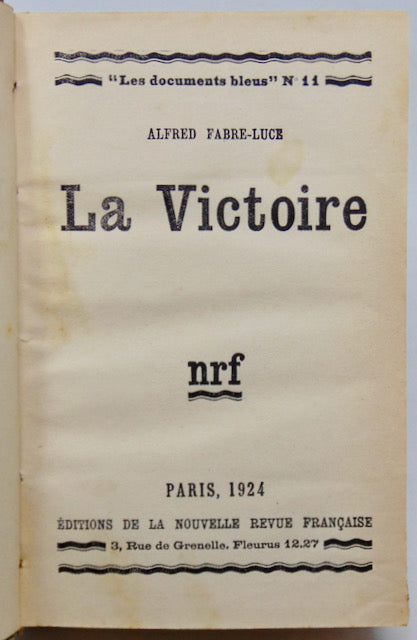 "Les documents bleus" N° 11
ALFRED FABRE-LUCE
La Victoire
nrf
PARIS, 1924
ÉDITIONS DE LA NOUVELLE REVUE FRANÇAISE
3, Rue de Grenelle. Fleurus 12.27